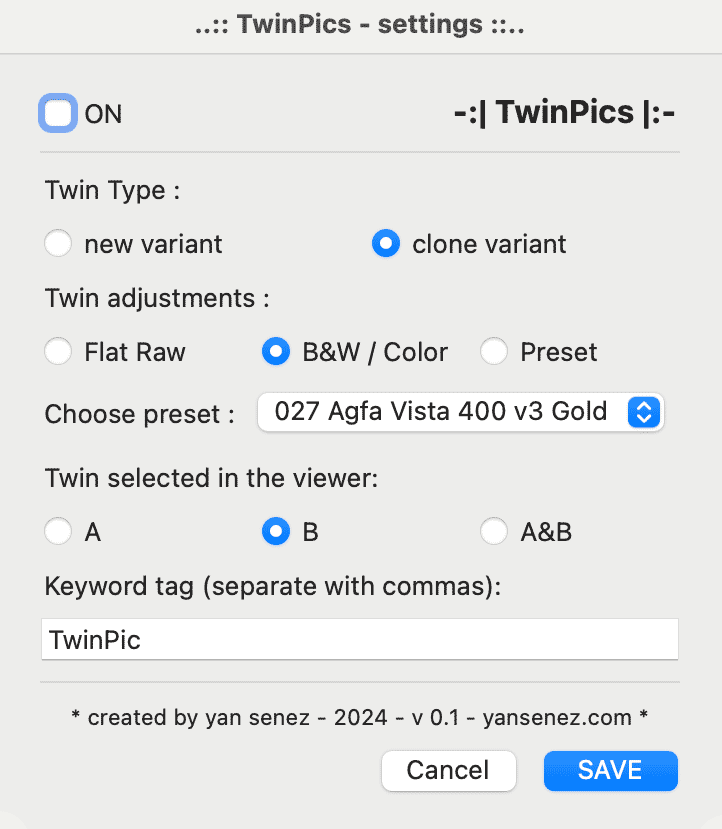 ..:: TwinPics - settings ::..
ON
-:| TwinPics |:-
Twin Type :
new variant
clone variant
Twin adjustments :
Flat Raw
B&W / Color
Preset
Choose preset :
027 Agfa Vista 400 v3 Gold
Twin selected in the viewer:
A
B
A&B
Keyword tag (separate with commas):
TwinPic
* created by yan senez - 2024 - v 0.1 - yansenez.com *
Cancel
SAVE